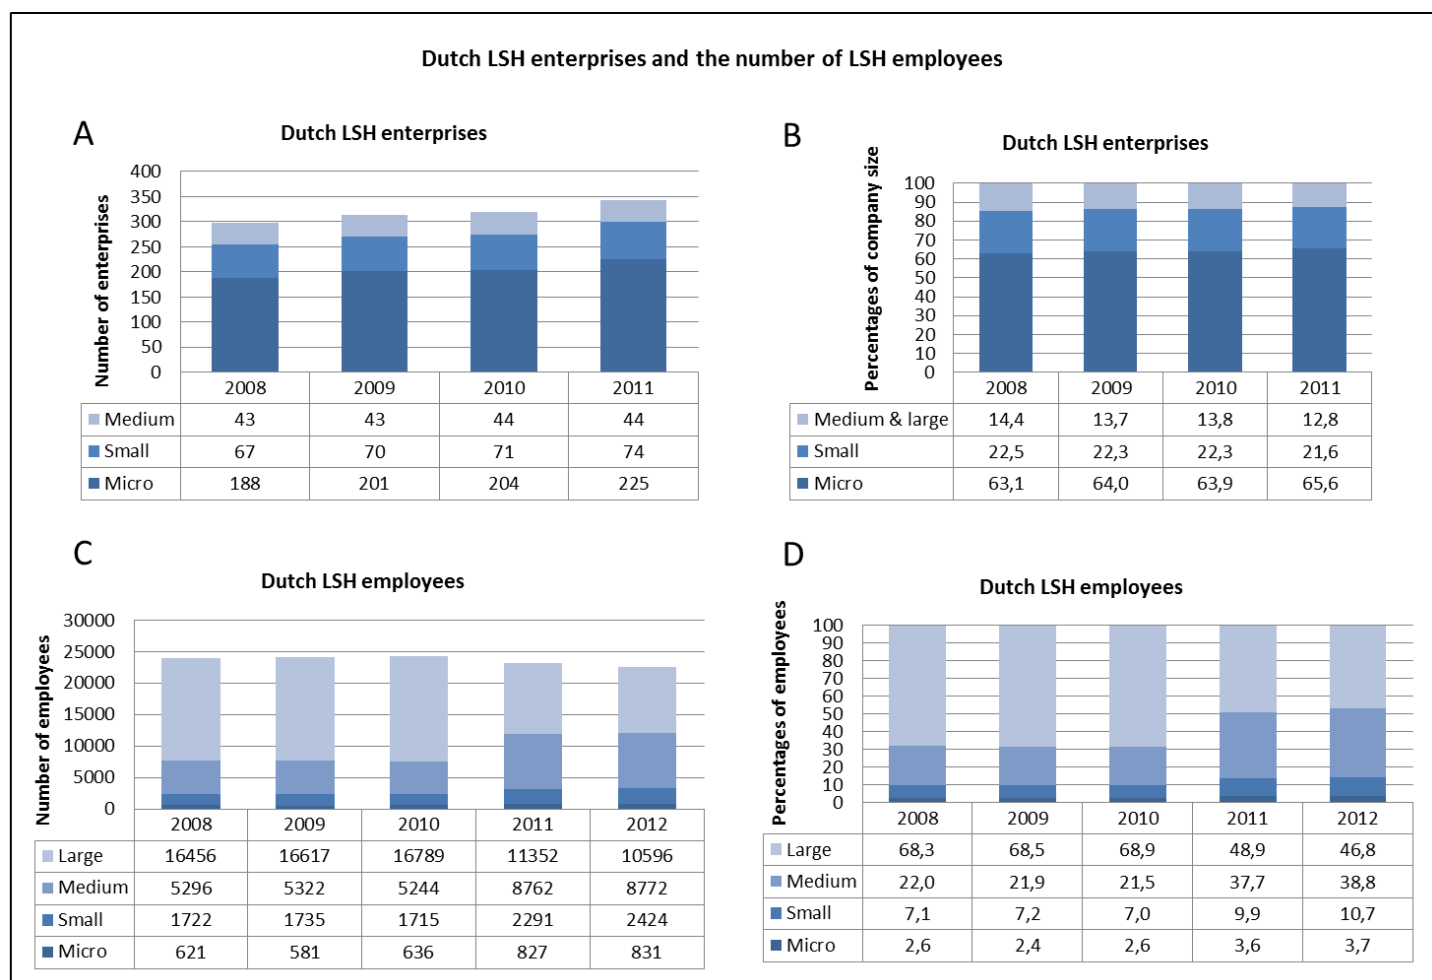 Dutch LSH enterprises and the number of LSH employees
A
Dutch LSH enterprises
Number of enterprises
400
350
300
250
200
150
100
50
0
2008 2009 2010 2011
Medium 43 43 44 44
Small 67 70 71 74
Micro 188 201 204 225
B
Dutch LSH enterprises
Percentages of company size
100
90
80
70
60
50
40
30
20
10
0
2008 2009 2010 2011
Medium & large 14,4 13,7 13,8 12,8
Small 22,5 22,3 22,3 21,6
Micro 63,1 64,0 63,9 65,6
C
Dutch LSH employees
Number of employees
30000
25000
20000
15000
10000
5000
0
2008 2009 2010 2011 2012
Large 16456 16617 16789 11352 10596
Medium 5296 5322 5244 8762 8772
Small 1722 1735 1715 2291 2424
Micro 621 581 636 827 831
D
Dutch LSH employees
Percentages of employees
100
90
80
70
60
50
40
30
20
10
0
2008 2009 2010 2011 2012
Large 68,3 68,5 68,9 48,9 46,8
Medium 22,0 21,9 21,5 37,7 38,8
Small 7,1 7,2 7,0 9,9 10,7
Micro 2,6 2,4 2,6 3,6 3,7